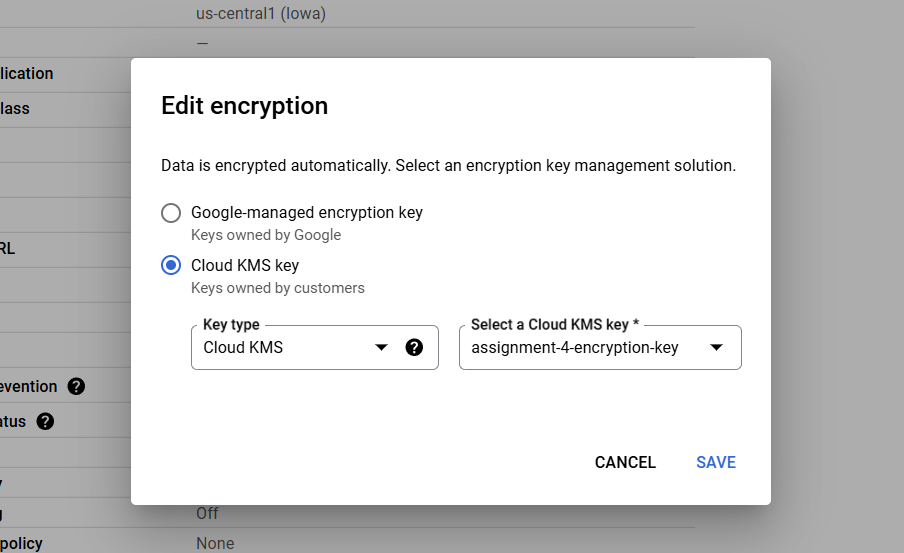 us-central1 (Iowa)
—
lication
lass
Edit encryption
Data is encrypted automatically. Select an encryption key management solution.
Google-managed encryption key
Keys owned by Google
RL
Cloud KMS key
Keys owned by customers
Key type
Select a Cloud KMS key *
Cloud KMS
assignment-4-encryption-key
evention
atus
CANCEL
SAVE
y
g
Off
policy
None